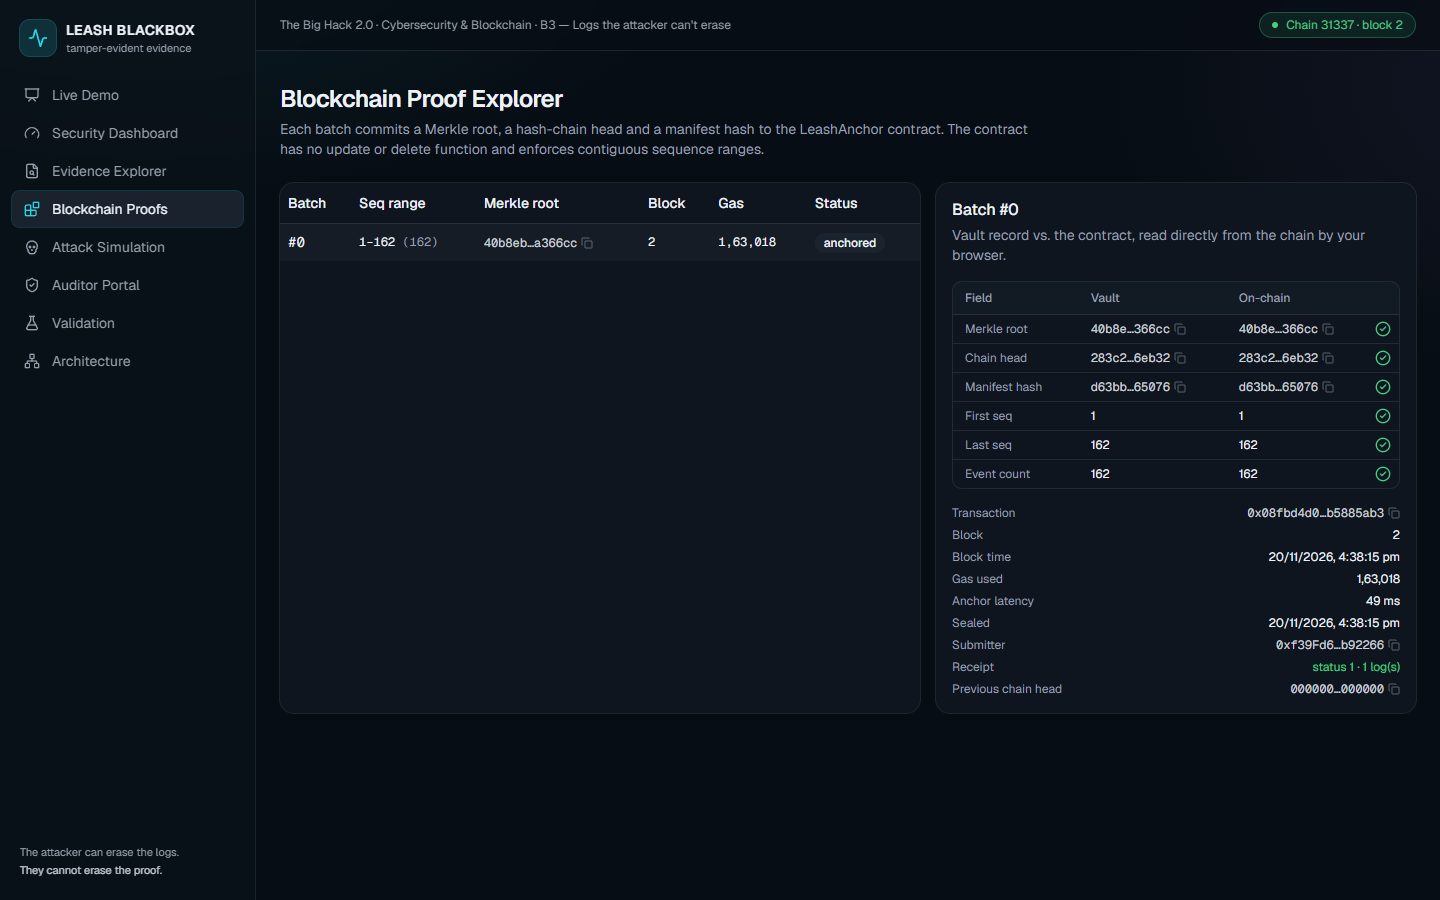 LEASH BLACKBOX
tamper-evident evidence
Live Demo
Security Dashboard
Evidence Explorer
Blockchain Proofs
Attack Simulation
Auditor Portal
Validation
Architecture
The attacker can erase the logs.
They cannot erase the proof.
The Big Hack 2.0 · Cybersecurity & Blockchain · B3 — Logs the attacker can't erase
Chain 31337 · block 2
Blockchain Proof Explorer
Each batch commits a Merkle root, a hash-chain head and a manifest hash to the LeashAnchor contract. The contract
has no update or delete function and enforces contiguous sequence ranges.
Batch Seq range Merkle root Block Gas Status
#0 1–162 (162) 40b8eb…a366cc 2 1,63,018 anchored
Batch #0
Vault record vs. the contract, read directly from the chain by your
browser.
Field Vault On-chain
Merkle root 40b8e…366cc 40b8e…366cc
Chain head 283c2…6eb32 283c2…6eb32
Manifest hash d63bb…65076 d63bb…65076
First seq 1 1
Last seq 162 162
Event count 162 162
Transaction 0x08fbd4d0…b5885ab3
Block 2
Block time 20/11/2026, 4:38:15 pm
Gas used 1,63,018
Anchor latency 49 ms
Sealed 20/11/2026, 4:38:15 pm
Submitter 0xf39Fd6…b92266
Receipt status 1 · 1 log(s)
Previous chain head 000000…000000